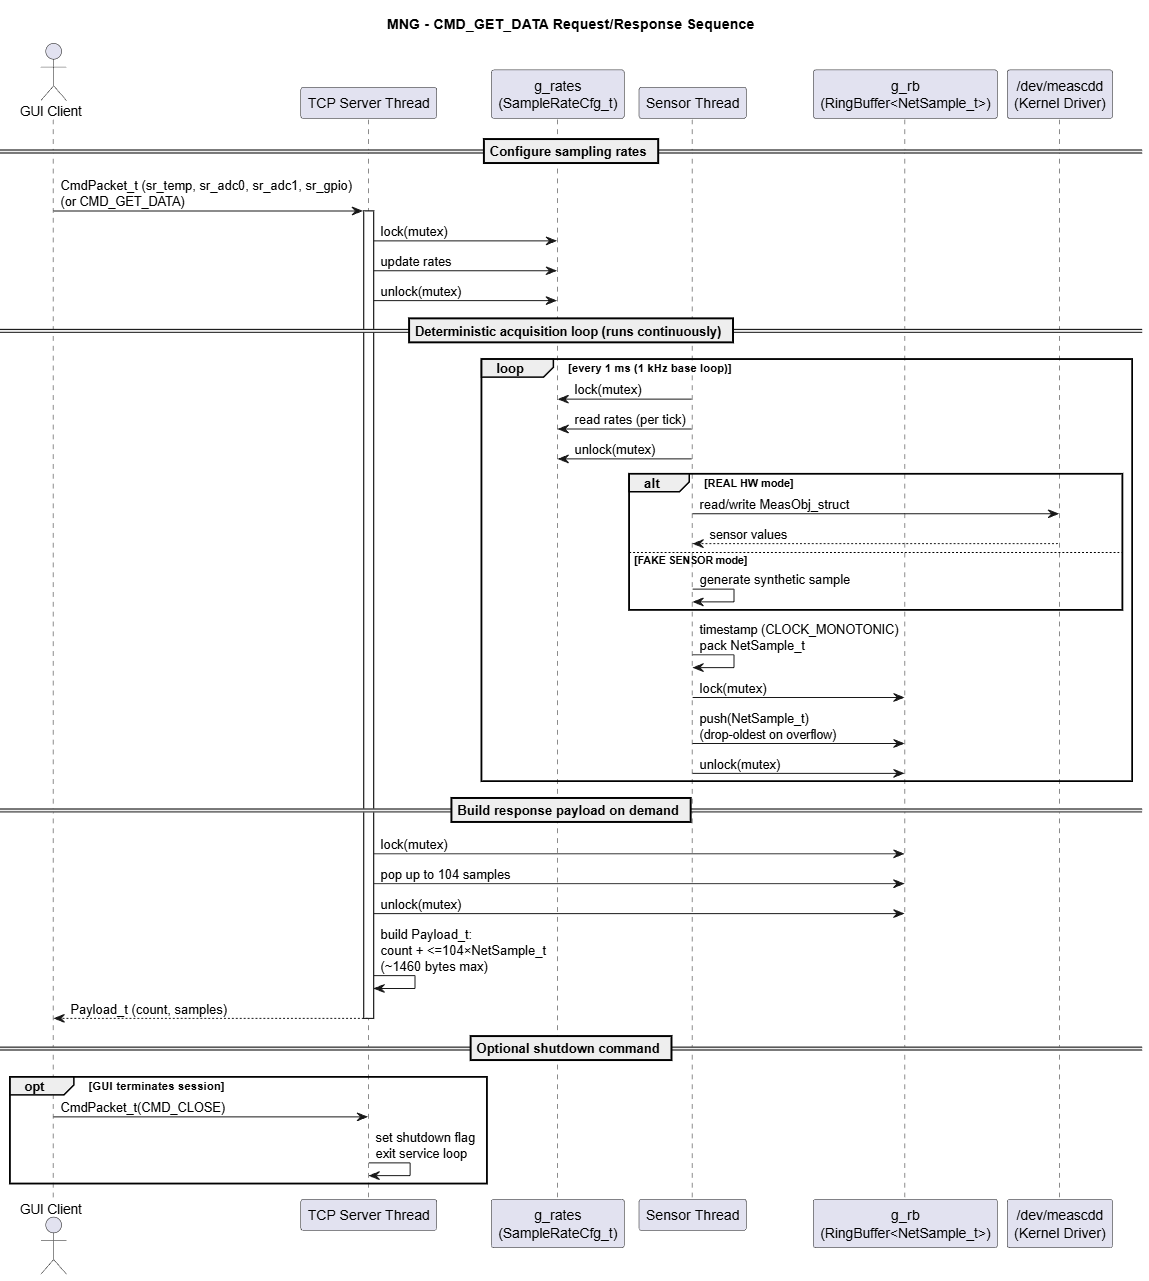 MNG - CMD_GET_DATA Request/Response Sequence
GUI Client
TCP Server Thread
g_rates
(SampleRateCfg_t)
Sensor Thread
g_rb
(RingBuffer<NetSample_t>)
/dev/meascdd
(Kernel Driver)
Configure sampling rates
CmdPacket_t (sr_temp, sr_adc0, sr_adc1, sr_gpio)
(or CMD_GET_DATA)
lock(mutex)
update rates
unlock(mutex)
Deterministic acquisition loop (runs continuously)
loop
[every 1 ms (1 kHz base loop)]
lock(mutex)
read rates (per tick)
unlock(mutex)
alt
[REAL HW mode]
read/write MeasObj_struct
sensor values
[FAKE SENSOR mode]
generate synthetic sample
timestamp (CLOCK_MONOTONIC)
pack NetSample_t
lock(mutex)
push(NetSample_t)
(drop-oldest on overflow)
unlock(mutex)
Build response payload on demand
lock(mutex)
pop up to 104 samples
unlock(mutex)
build Payload_t:
count + <=104×NetSample_t
(~1460 bytes max)
Payload_t (count, samples)
Optional shutdown command
opt
[GUI terminates session]
CmdPacket_t(CMD_CLOSE)
set shutdown flag
exit service loop
GUI Client
TCP Server Thread
g_rates
(SampleRateCfg_t)
Sensor Thread
g_rb
(RingBuffer<NetSample_t>)
/dev/meascdd
(Kernel Driver)